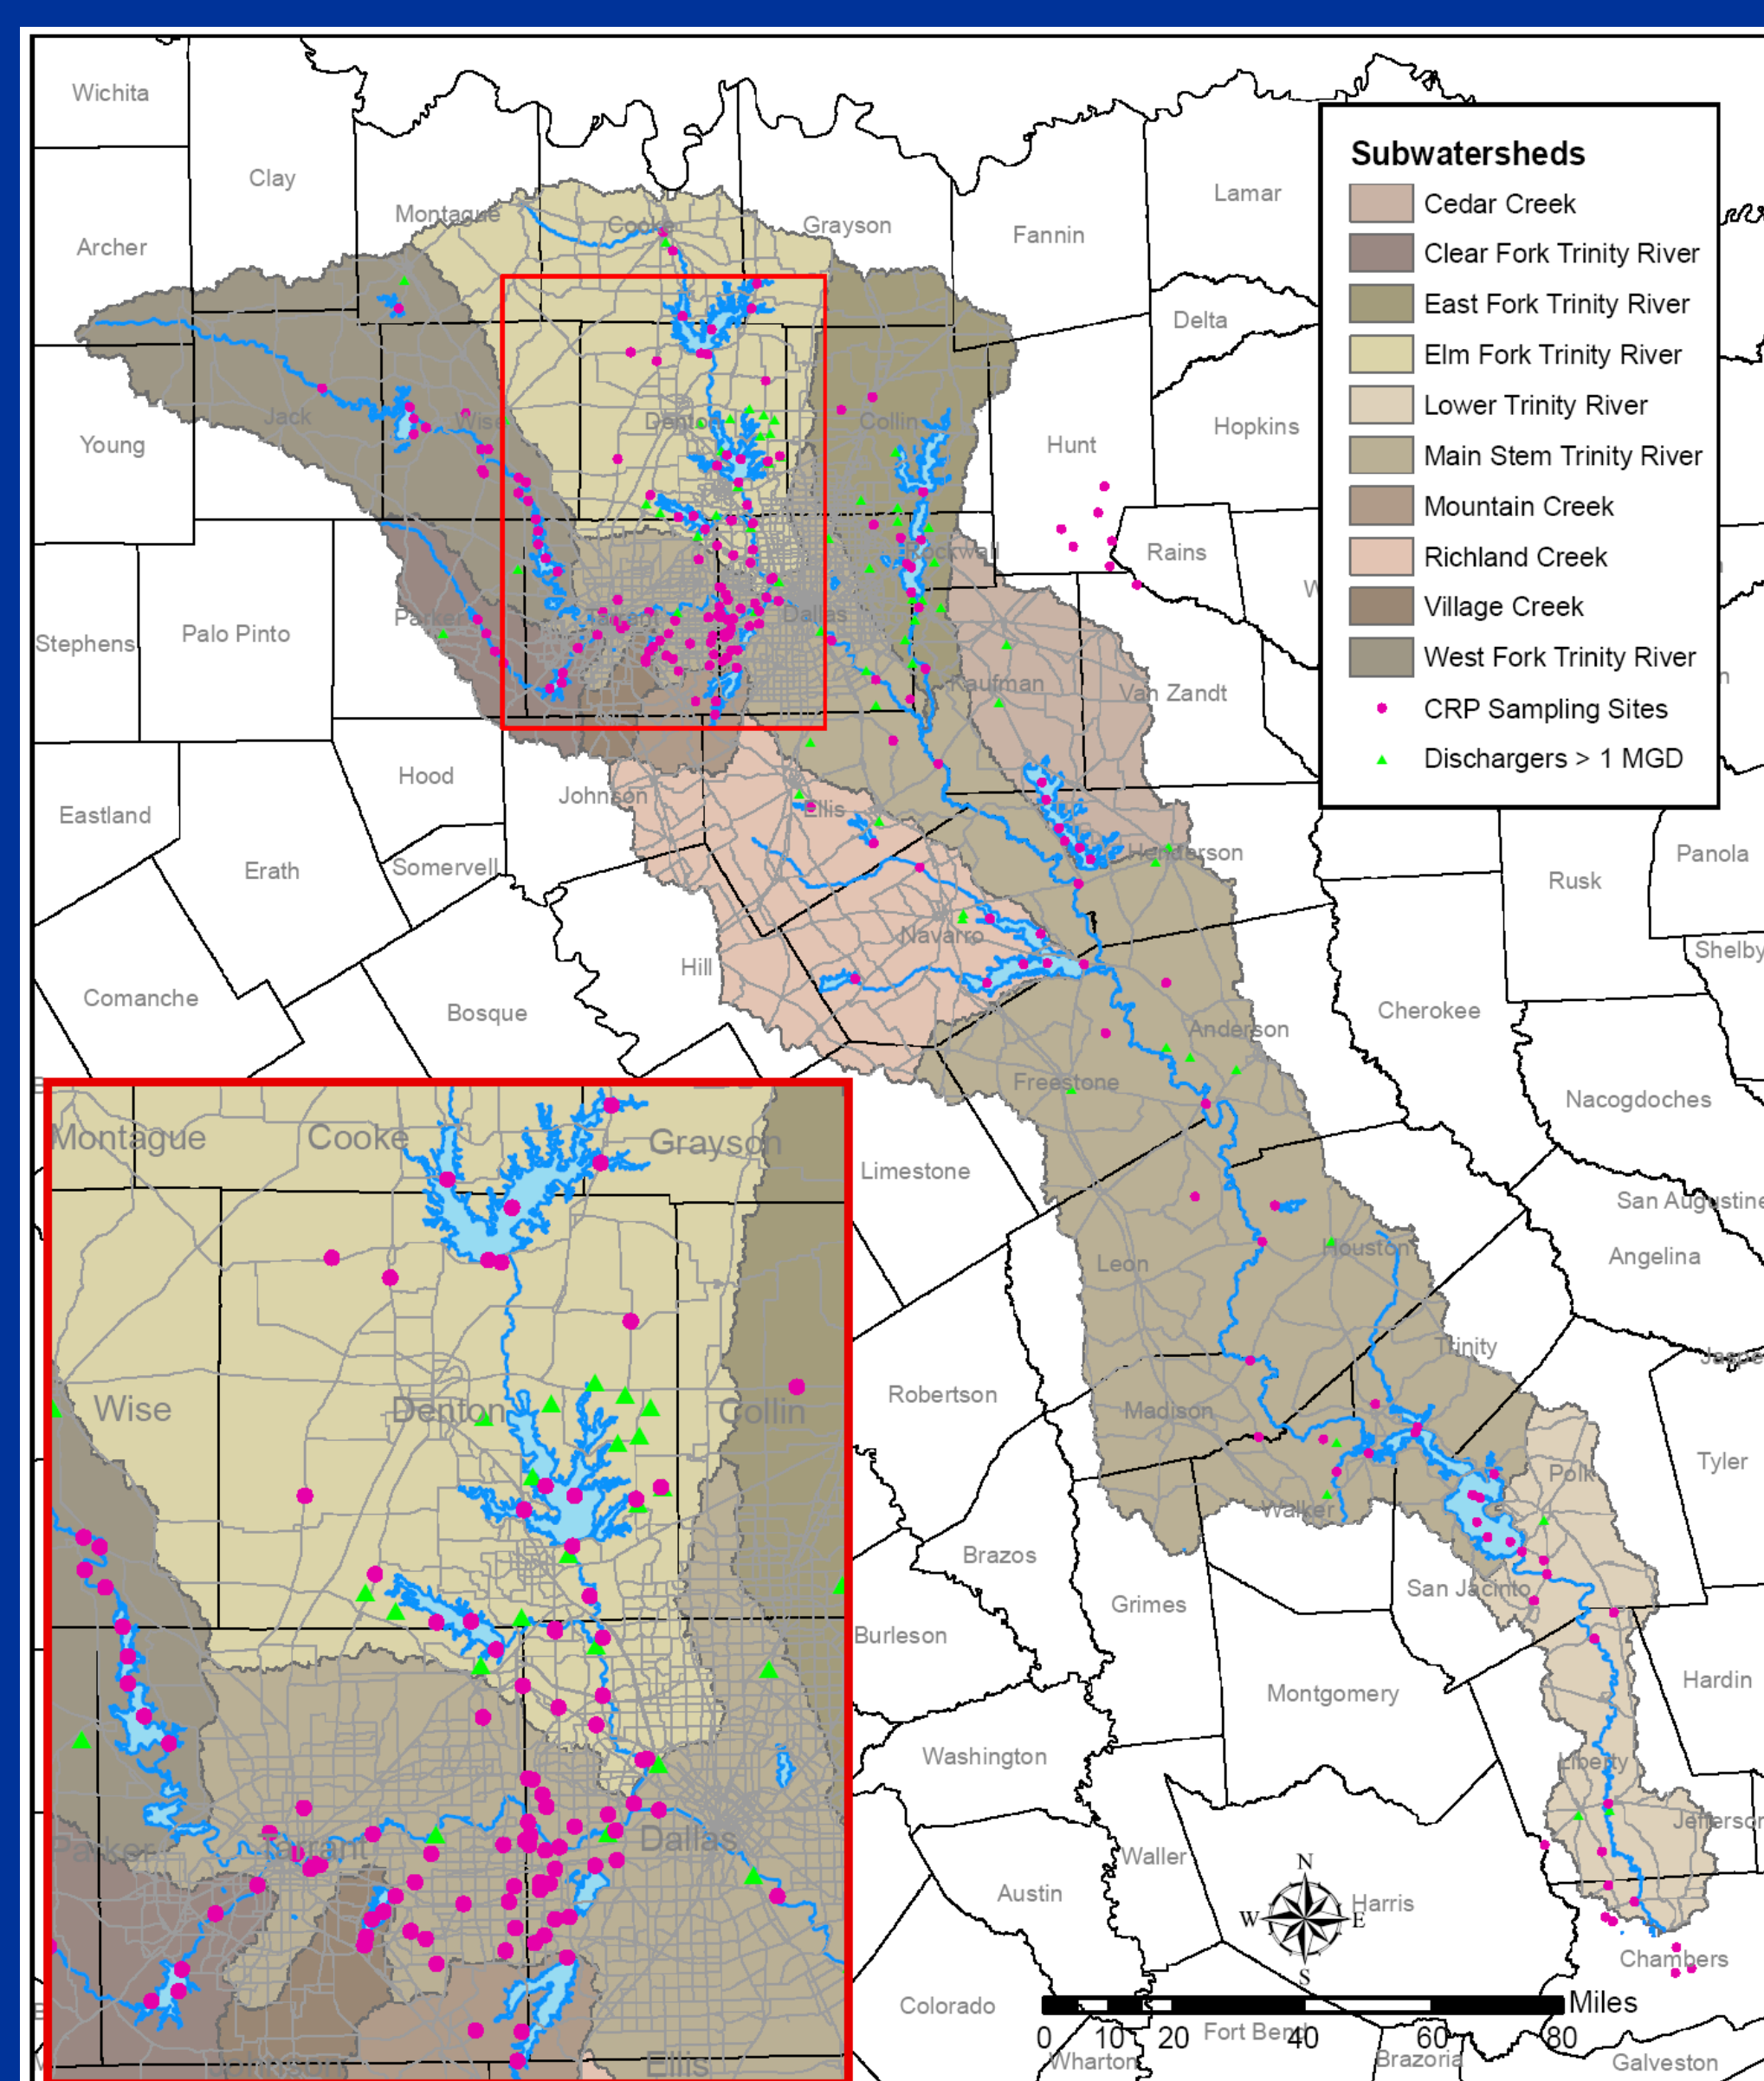 Wichita
Clay
Montague
Cooke
Grayson
Fannin
Lamar
Archer
Delta
Jack
Wise
Denton
Collin
Hunt
Hopkins
Young
Rockwall
Rains
Stephens
Palo Pinto
Parker
Tarrant
Dallas
Kaufman
Van Zandt
Hood
Johnson
Ellis
Eastland
Erath
Somervell
Henderson
Rusk
Panola
Navarro
Hill
Shelby
Comanche
Bosque
Anderson
Cherokee
Freestone
Nacogdoches
Limestone
San Augustine
Leon
Houston
Angelina
Trinity
Robertson
Madison
Polk
Tyler
Walker
Brazos
San Jacinto
Grimes
Burleson
Montgomery
Hardin
Washington
Liberty
Jefferson
Waller
Austin
Harris
Chambers
Colorado
Fort Bend
Wharton
Brazoria
Galveston
Subwatersheds
Cedar Creek
Clear Fork Trinity River
East Fork Trinity River
Elm Fork Trinity River
Lower Trinity River
Main Stem Trinity River
Mountain Creek
Richland Creek
Village Creek
West Fork Trinity River
CRP Sampling Sites
Dischargers > 1 MGD
Montague
Cooke
Grayson
Wise
Denton
Collin
Parker
Tarrant
Dallas
Johnson
Ellis
N
W
E
S
Miles
0 10 20 40 60 80